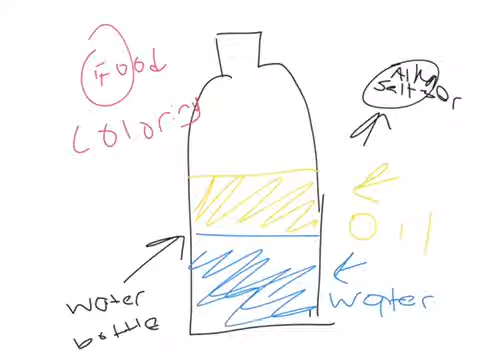 Food
coloring
Alka
Seltzer
Oil
water
water
bottle